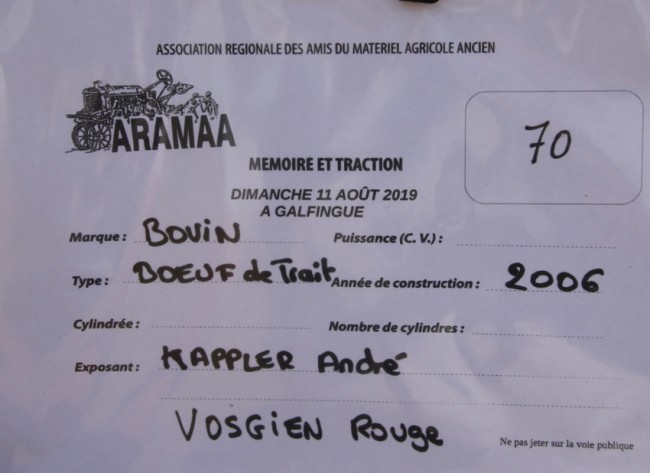 ASSOCIATION REGIONALE DES AMIS DU MATERIEL AGRICOLE ANCIEN
ARAMAA
70
MEMOIRE ET TRACTION
DIMANCHE 11 AOÛT 2019
A GALFINGUE
Marque : BOVIN Puissance (C. V.) :
Type : BOEUF de Trait Année de construction : 2006
Cylindrée : Nombre de cylindres :
Exposant : KAPPLER André
VOSGIEN Rouge
Ne pas jeter sur la voie publique